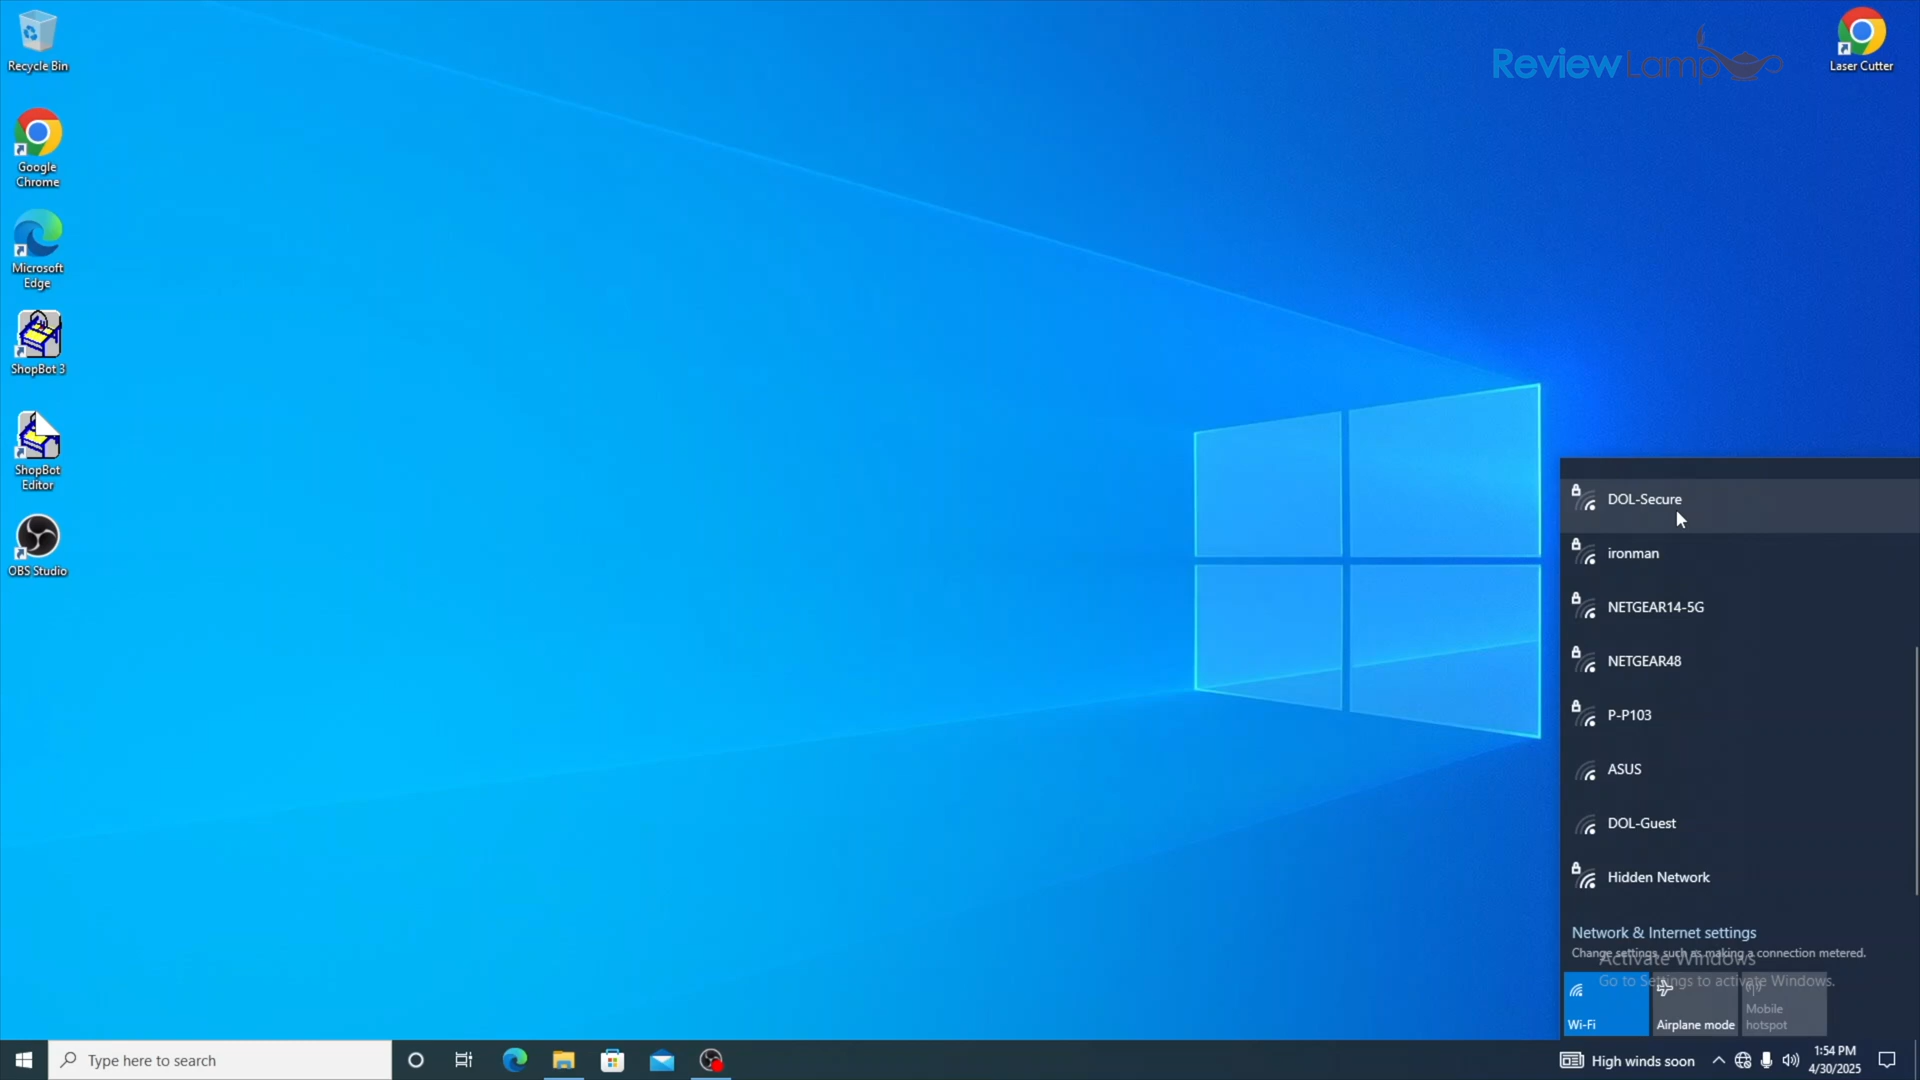 Recycle Bin
Google
Chrome
Microsoft
Edge
ShopBot 3
ShopBot
Editor
OBS Studio
ReviewLamp
Laser Cutter
DOL-Secure
ironman
NETGEAR14-5G
NETGEAR48
P-P103
ASUS
DOL-Guest
Hidden Network
Network & Internet settings
Change settings, such as making a connection metered.
Activate Windows
Go to Settings to activate Windows.
Wi-Fi
Airplane mode
Mobile
hotspot
Type here to search
High winds soon
1:54 PM
4/30/2025